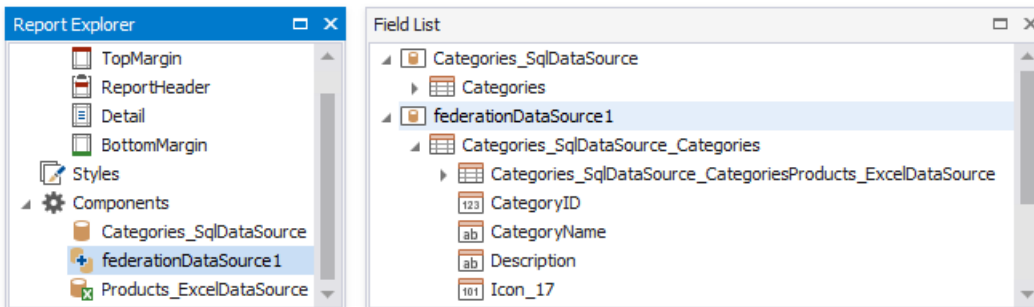 Report Explorer
TopMargin
ReportHeader
Detail
BottomMargin
Styles
Components
Categories_SqlDataSource
federationDataSource1
Products_ExcelDataSource
Field List
Categories_SqlDataSource
Categories
federationDataSource1
Categories_SqlDataSource_Categories
Categories_SqlDataSource_CategoriesProducts_ExcelDataSource
123 CategoryID
ab CategoryName
ab Description
101 Icon_17